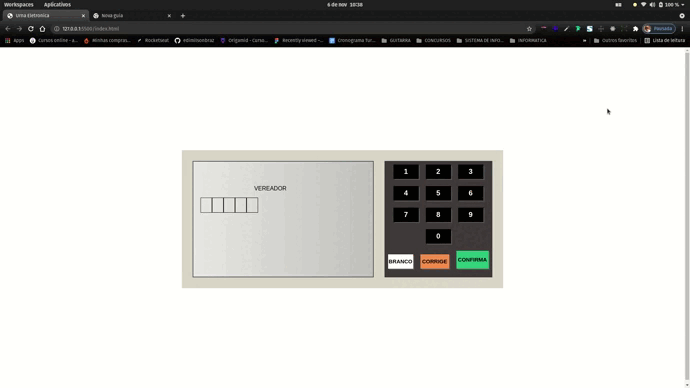 Workspaces Aplicativos 6 de nov 10:36 100 %
Urna Eletronica Nova guia
127.0.0.1:5500/index.html Pausada
Apps Cursos online - a... Minhas compras... Rocketseat edimilsonbraz Origamid - Curso... Recently viewed –... Cronograma Tur... GUITARRA CONCURSOS SISTEMA DE INFO... INFORMATICA » Outros favoritos Lista de leitura
VEREADOR
1 2 3
4 5 6
7 8 9
0
BRANCO CORRIGE CONFIRMA